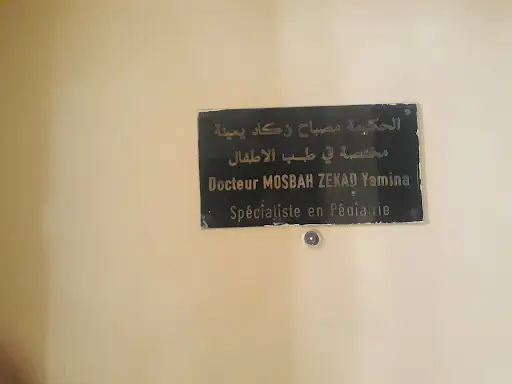 الحكيمة مصباح زكاد يمينة
مختصة في طب الاطفال
Docteur MOSBAH ZEKAD Yamina
Spécialiste en Pédiatrie